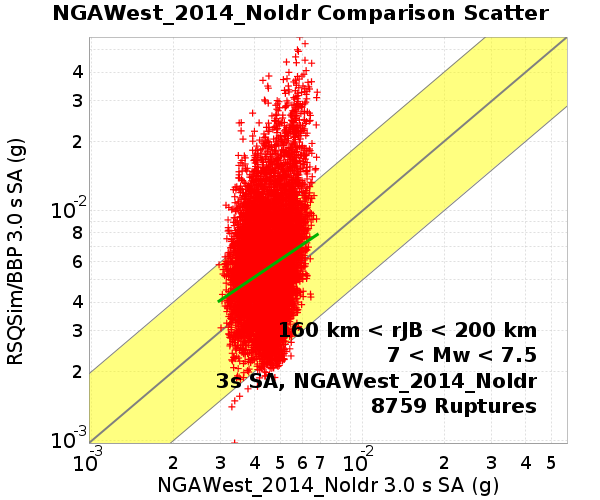 NGAWest_2014_NoIdr Comparison Scatter
RSQSim/BBP 3.0 s SA (g)
4
3
2
10⁻²
8
6
4
3
2
10⁻³
160 km < rJB < 200 km
7 < Mw < 7.5
3s SA, NGAWest_2014_NoIdr
8759 Ruptures
10⁻³ 2 3 4 5 6 7 10⁻² 2 3 4 5
NGAWest_2014_NoIdr 3.0 s SA (g)